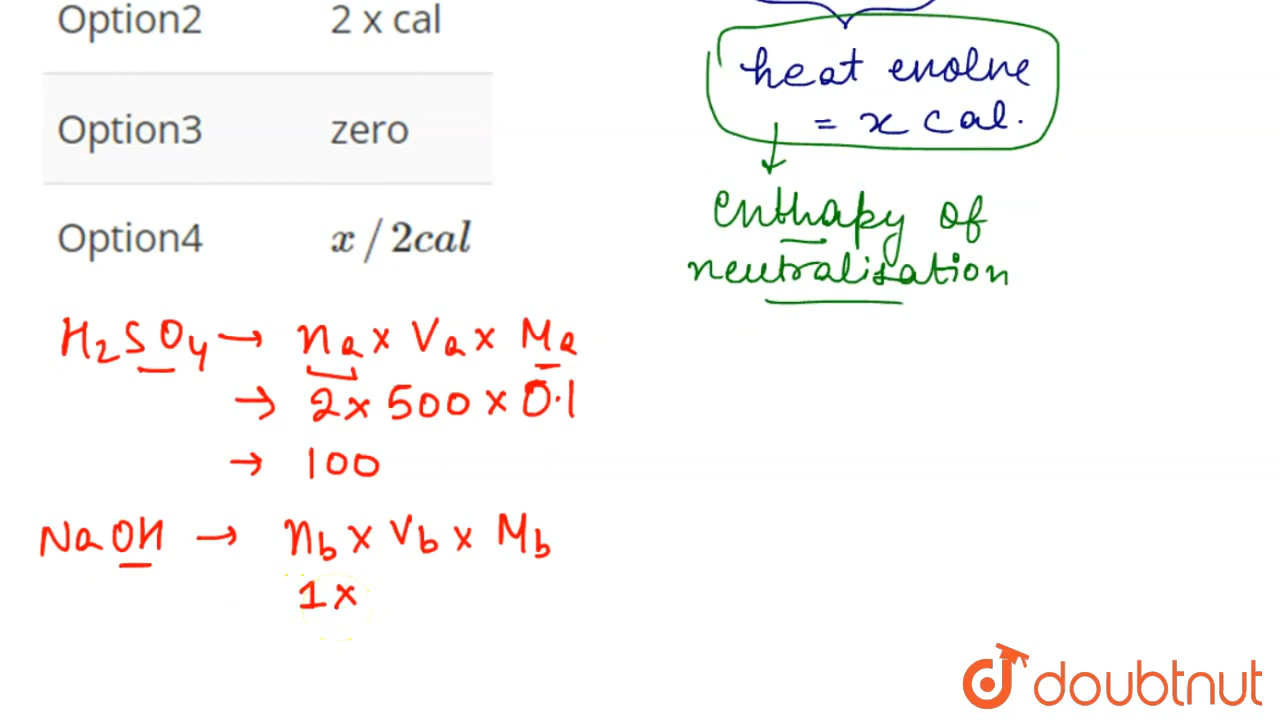 Option2 2 x cal
Option3 zero
Option4 x / 2cal
heat evolve
= x cal.
enthapy of
neutralisation
H₂SO₄ → na x Va x Ma
→ 2 x 500 x 0.1
→ 100
NaOH → nb x Vb x Mb
1 x
doubtnut